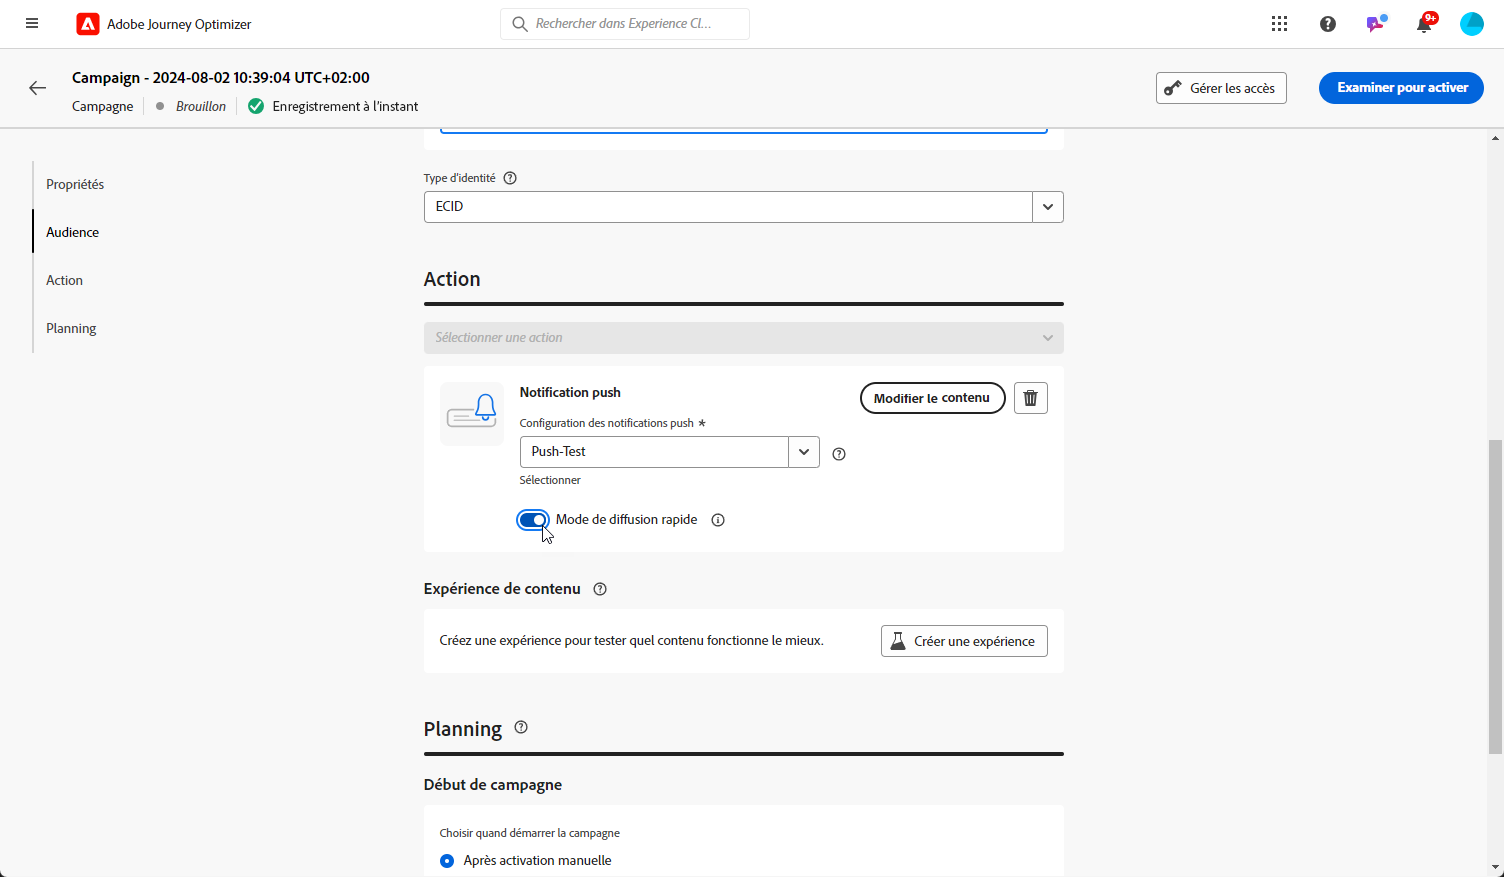 Adobe Journey Optimizer
Rechercher dans Experience Cl...
9+
Campaign - 2024-08-02 10:39:04 UTC+02:00
Campagne
Brouillon
Enregistrement à l'instant
Gérer les accès
Examiner pour activer
Propriétés
Audience
Action
Planning
Type d'identité
ECID
Action
Sélectionner une action
Notification push
Modifier le contenu
Configuration des notifications push *
Push-Test
Sélectionner
Mode de diffusion rapide
Expérience de contenu
Créez une expérience pour tester quel contenu fonctionne le mieux.
Créer une expérience
Planning
Début de campagne
Choisir quand démarrer la campagne
Après activation manuelle